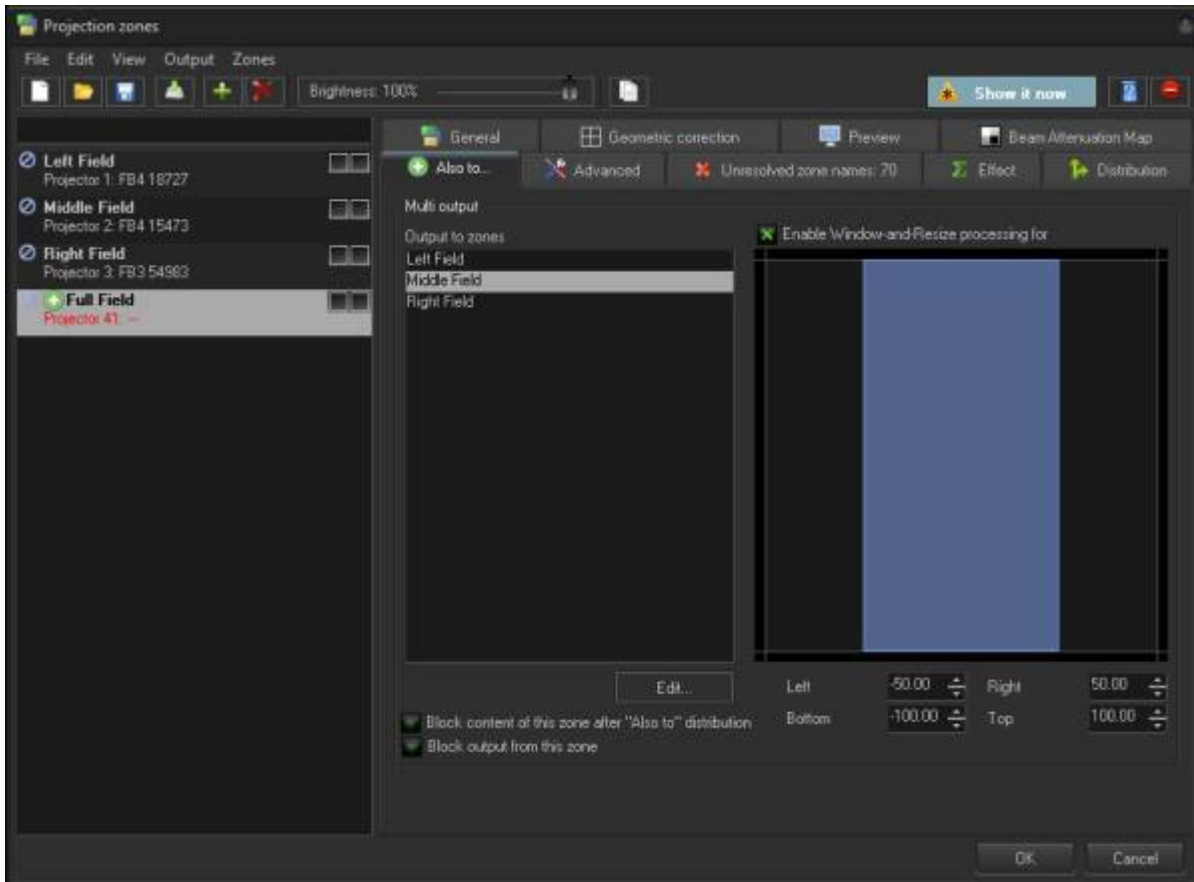 Projection zones
File Edit View Output Zones
Brightness: 100%
Show it now
General Geometric correction Preview Beam Attenuation Map
Also to... Advanced Unresolved zone names: 70 Effect Distribution
Left Field
Projector 1: FB4 18727
Middle Field
Projector 2: FB4 15473
Right Field
Projector 3: FB3 54983
Full Field
Projector 41: --
Multi output
Output to zones
Enable Window-and-Resize processing for
Left Field
Middle Field
Right Field
Edit...
Left -50.00 Right 50.00
Block content of this zone after "Also to" distribution
Bottom -100.00 Top 100.00
Block output from this zone
OK Cancel